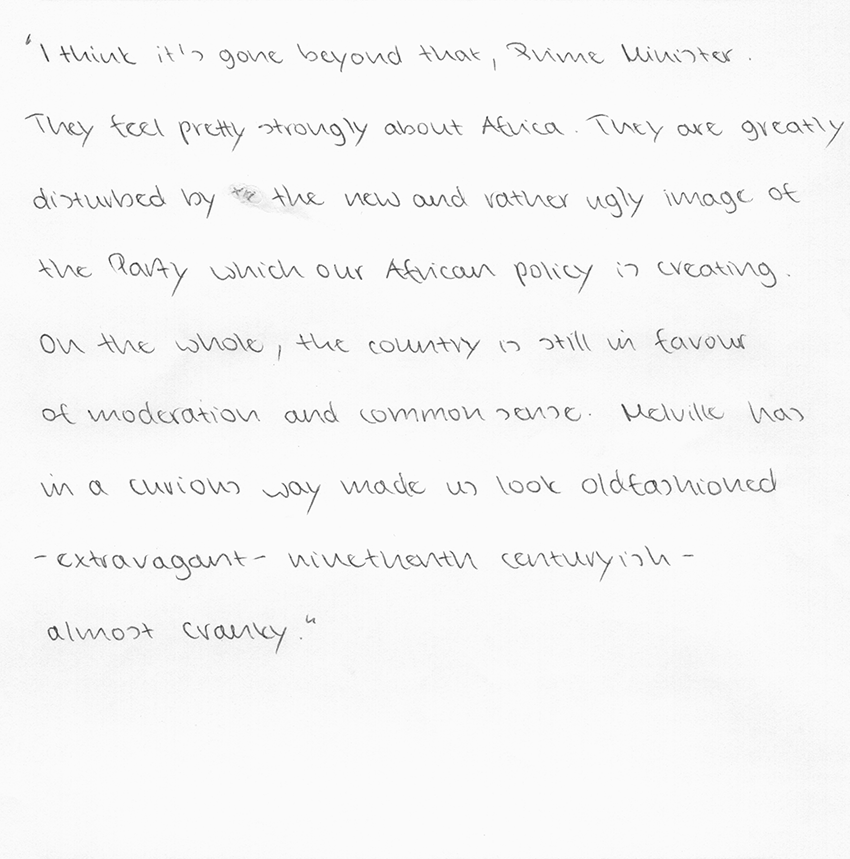 "I think it's gone beyond that, Prime Minister.
They feel pretty strongly about Africa. They are greatly
disturbed by the new and rather ugly image of
the Party which our African policy is creating.
On the whole, the country is still in favour
of moderation and common sense. Melville has
in a curious way made us look oldfashioned
- extravagant - ninethenth centuryish -
almost cranky."